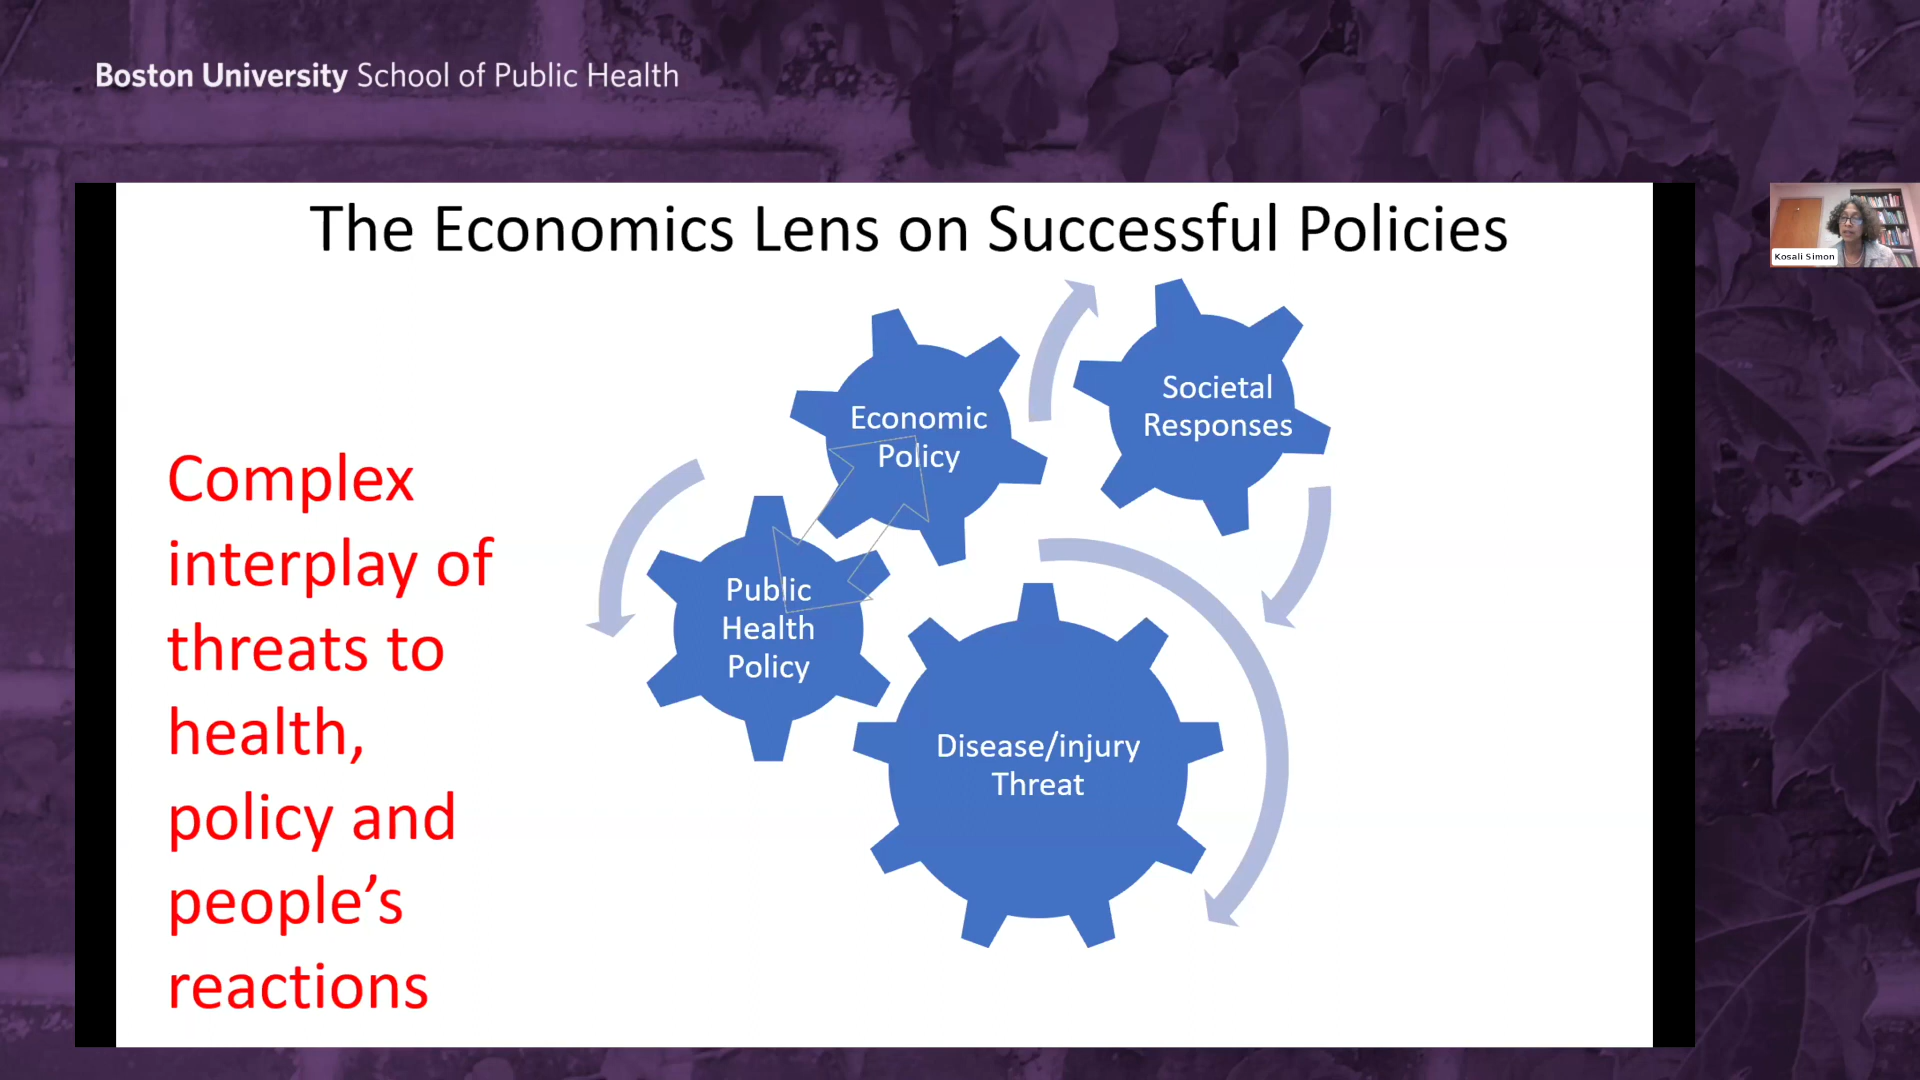 Boston University School of Public Health
The Economics Lens on Successful Policies
Kosali Simon
Societal
Responses
Economic
Policy
Complex
interplay of
threats to
health,
policy and
people’s
reactions
Public
Health
Policy
Disease/injury
Threat